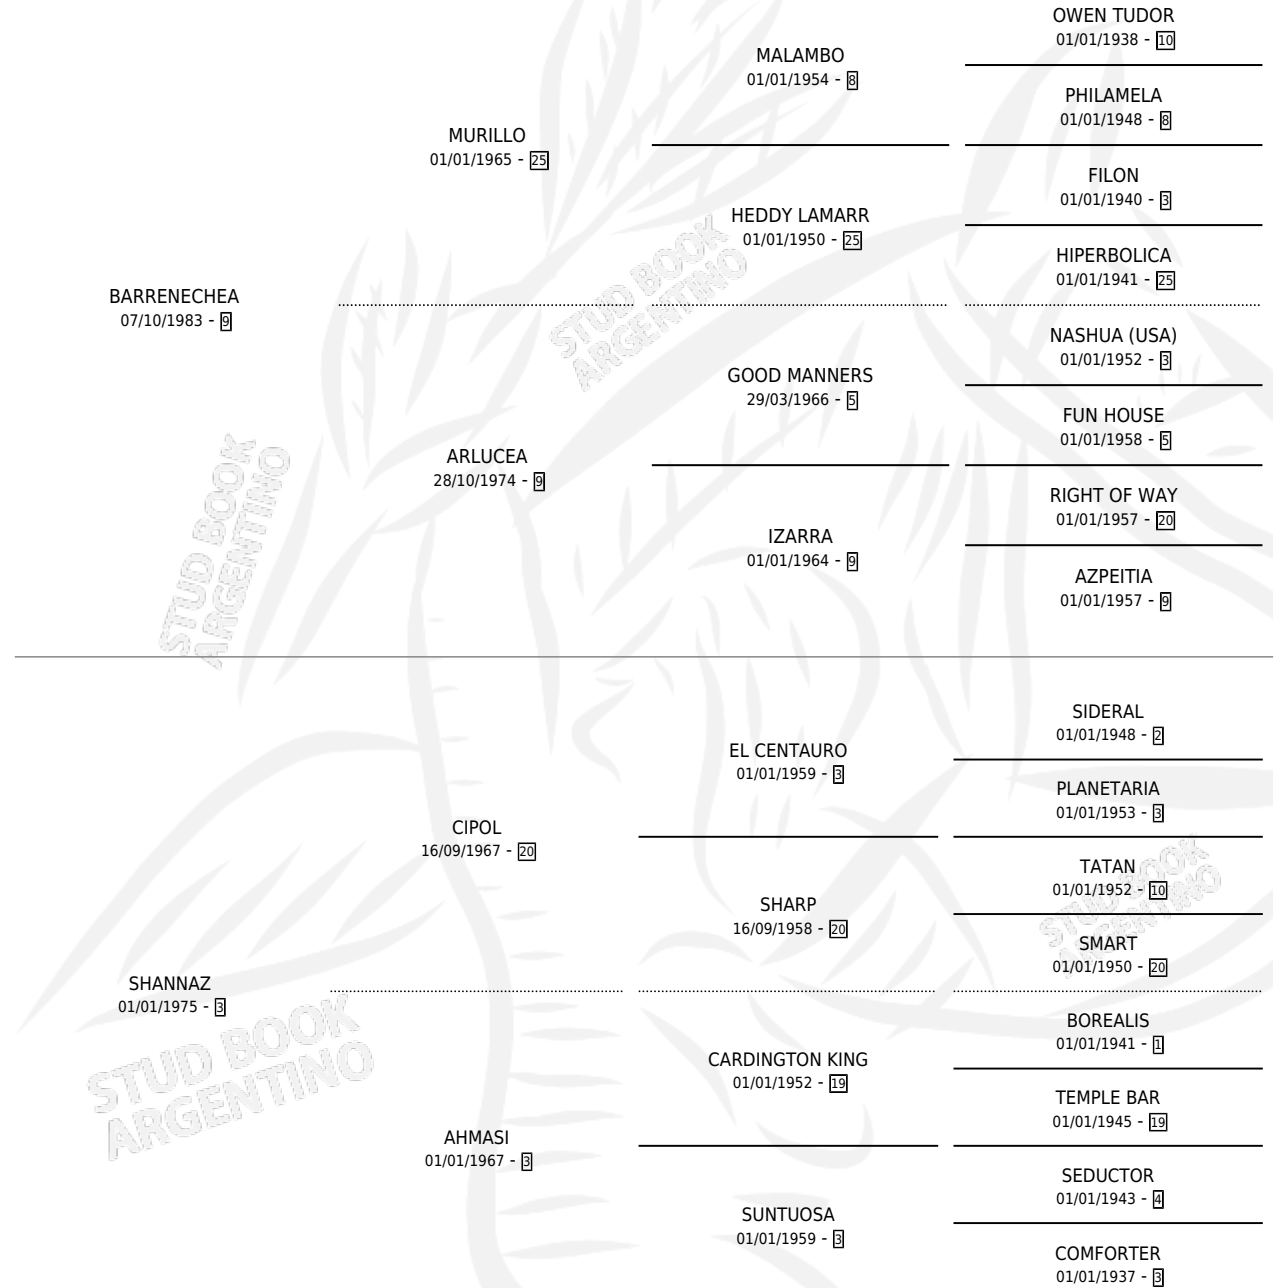 OWEN TUDOR
01/01/1938 - 10
MALAMBO
01/01/1954 - 8
PHILAMELA
01/01/1948 - 8
MURILLO
01/01/1965 - 25
FILON
01/01/1940 - 3
HEDDY LAMARR
01/01/1950 - 25
HIPERBOLICA
01/01/1941 - 25
BARRENECHEA
07/10/1983 - 9
NASHUA (USA)
01/01/1952 - 3
GOOD MANNERS
29/03/1966 - 5
FUN HOUSE
01/01/1958 - 5
ARLUCEA
28/10/1974 - 9
RIGHT OF WAY
01/01/1957 - 20
IZARRA
01/01/1964 - 9
AZPEITIA
01/01/1957 - 9
SIDERAL
01/01/1948 - 2
EL CENTAURO
01/01/1959 - 3
PLANETARIA
01/01/1953 - 3
CIPOL
16/09/1967 - 20
TATAN
01/01/1952 - 10
SHARP
16/09/1958 - 20
SMART
01/01/1950 - 20
SHANNAZ
01/01/1975 - 3
BOREALIS
01/01/1941 - 1
CARDINGTON KING
01/01/1952 - 19
TEMPLE BAR
01/01/1945 - 19
AHMASI
01/01/1967 - 3
SEDUCTOR
01/01/1943 - 4
SUNTUOSA
01/01/1959 - 3
COMFORTER
01/01/1937 - 3
STUD BOOK
ARGENTINO
STUD BOOK
ARGENTINO
STUD BOOK
ARGENTINO
STUD BOOK
ARGENTINO